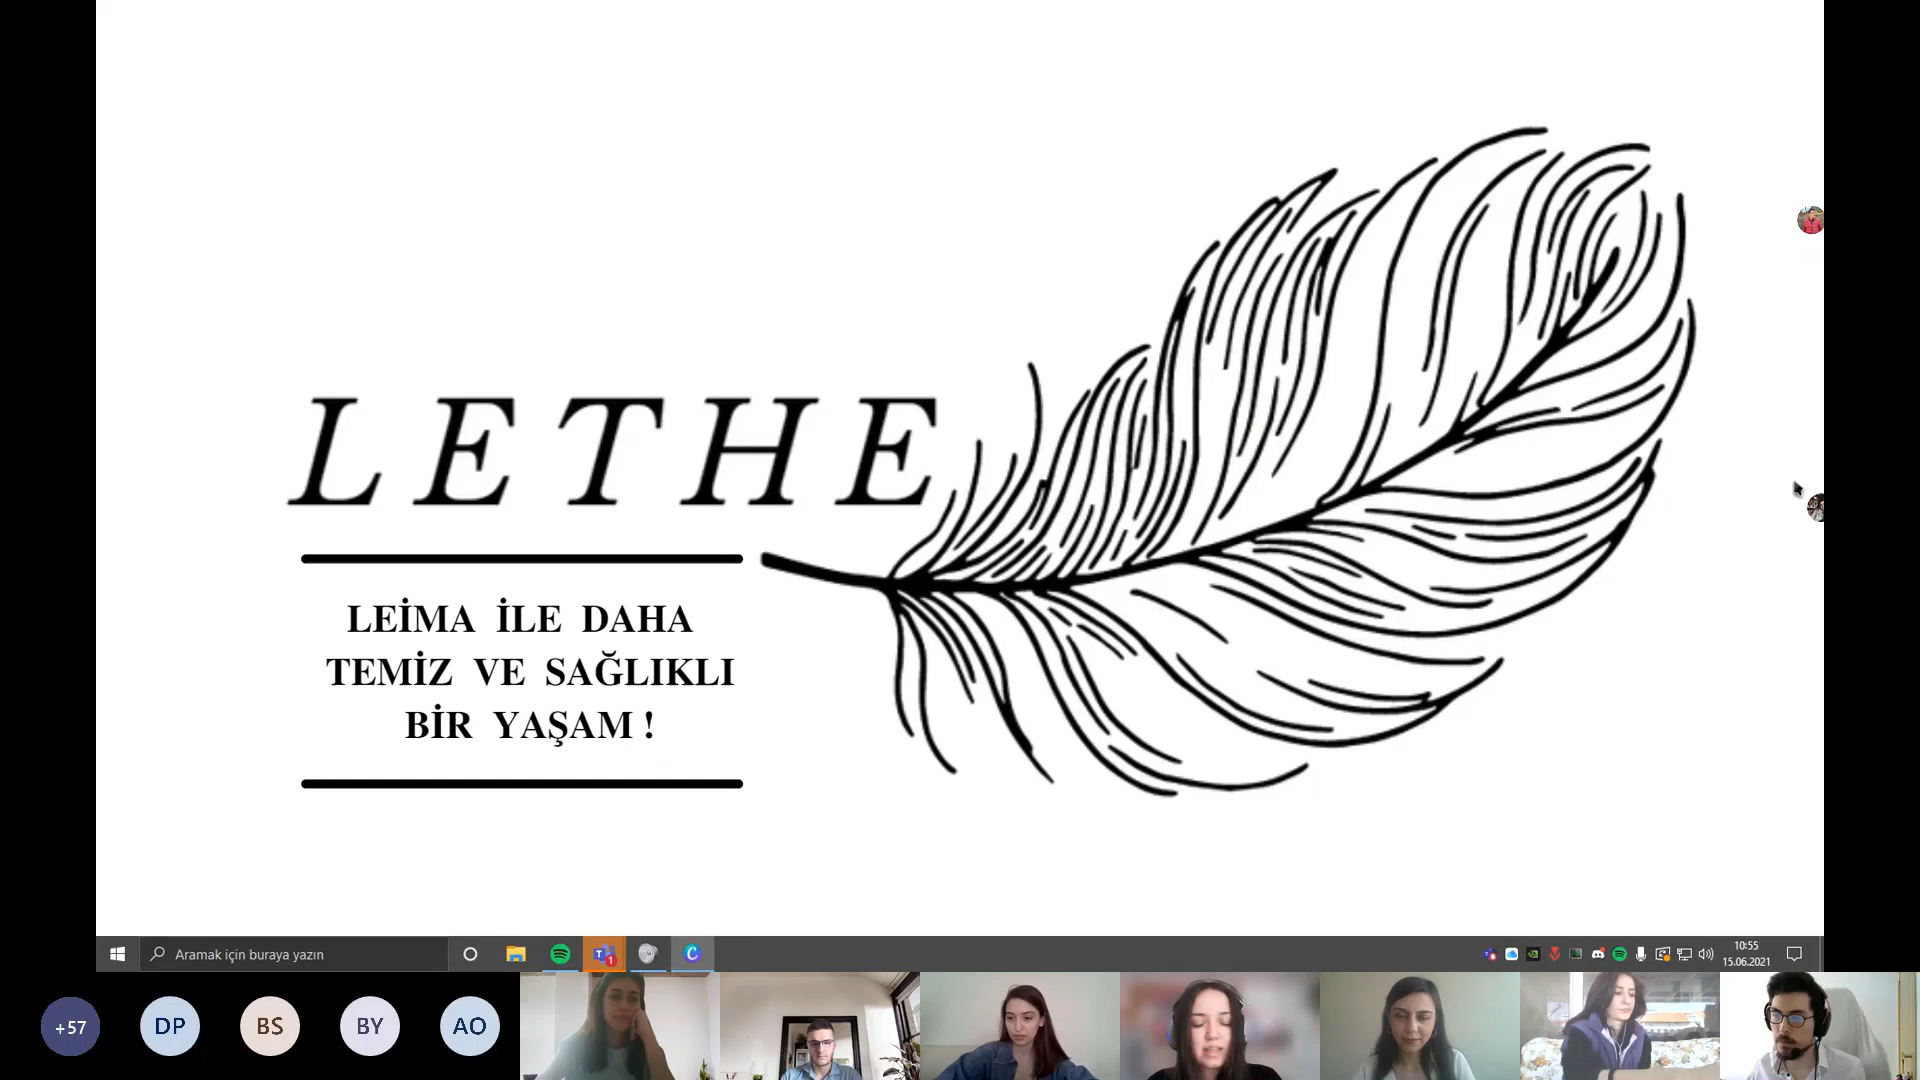 LETHE
LEİMA İLE DAHA
TEMİZ VE SAĞLIKLI
BİR YAŞAM !
Aramak için buraya yazın
1
10:55
15.06.2021
+57
DP
BS
BY
AO